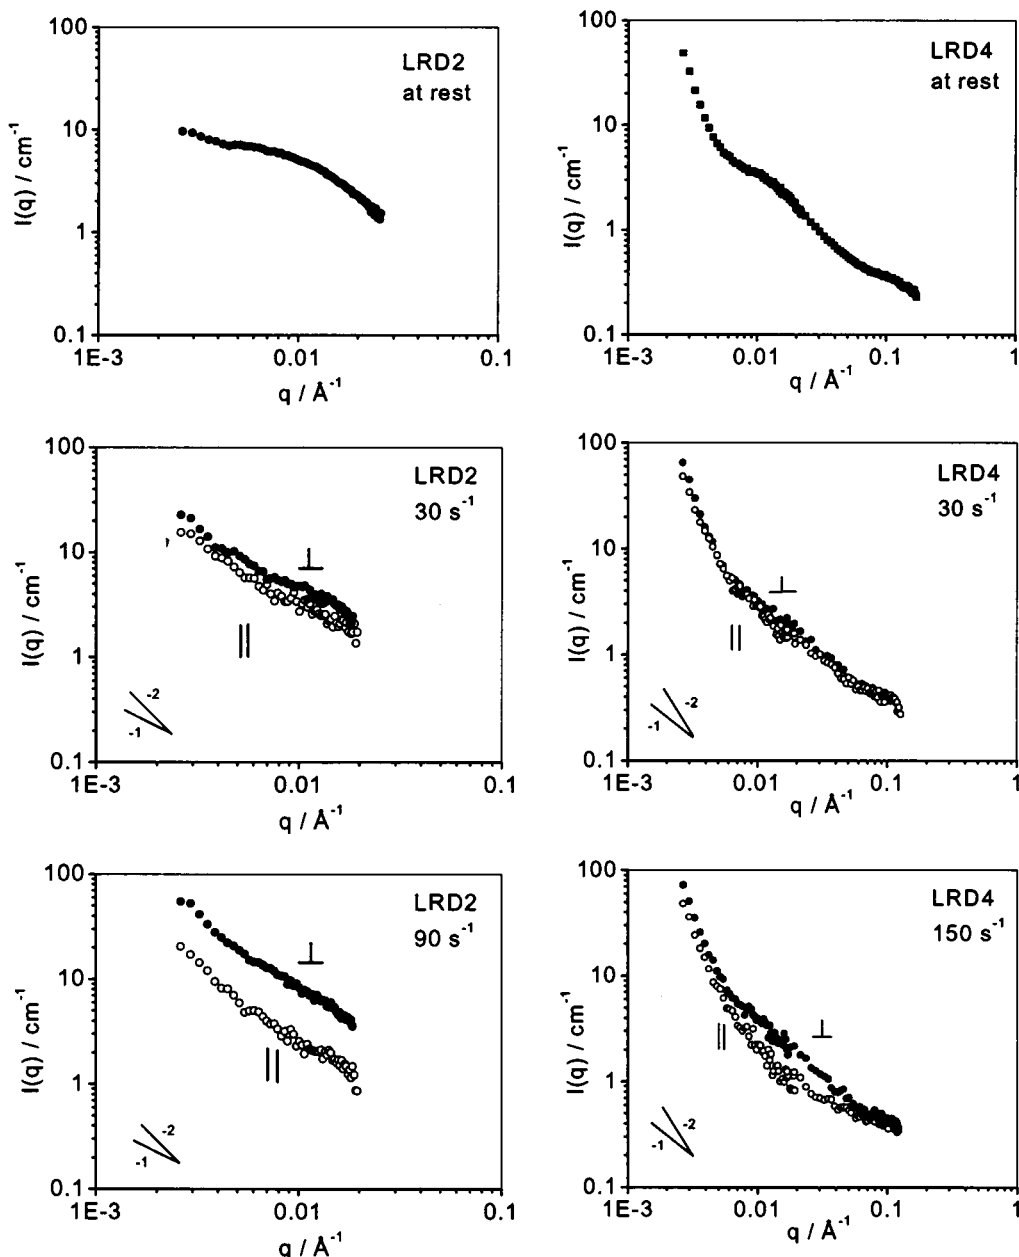 100
10
1
0.1
1E-3
0.01
0.1
I(q) / cm⁻¹
q / Å⁻¹
LRD2
at rest
100
10
1
0.1
1E-3
0.01
0.1
1
I(q) / cm⁻¹
q / Å⁻¹
LRD4
at rest
100
10
1
0.1
1E-3
0.01
0.1
I(q) / cm⁻¹
q / Å⁻¹
LRD2
30 s⁻¹
⊥
||
-2
-1
100
10
1
0.1
1E-3
0.01
0.1
1
I(q) / cm⁻¹
q / Å⁻¹
LRD4
30 s⁻¹
⊥
||
-2
-1
100
10
1
0.1
1E-3
0.01
0.1
I(q) / cm⁻¹
q / Å⁻¹
LRD2
90 s⁻¹
⊥
||
-2
-1
100
10
1
0.1
1E-3
0.01
0.1
1
I(q) / cm⁻¹
q / Å⁻¹
LRD4
150 s⁻¹
⊥
||
-2
-1